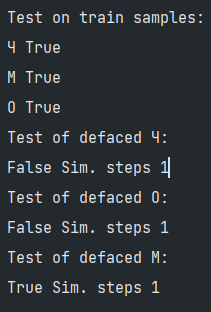 Test on train samples:
Ч True
М True
О True
Test of defaced Ч:
False Sim. steps 1
Test of defaced О:
False Sim. steps 1
Test of defaced М:
True Sim. steps 1